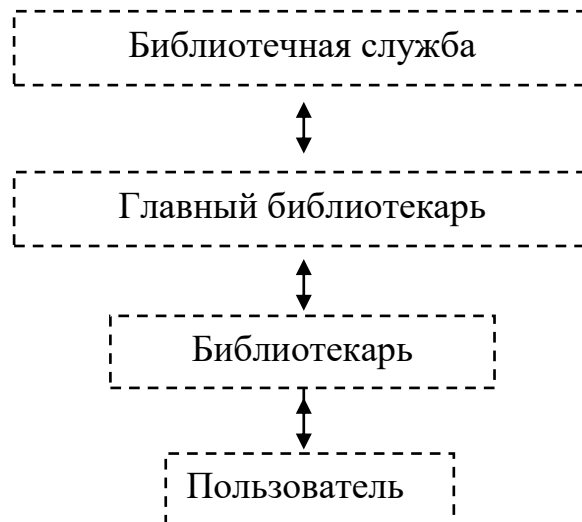 Библиотечная служба
Главный библиотекарь
Библиотекарь
Пользователь